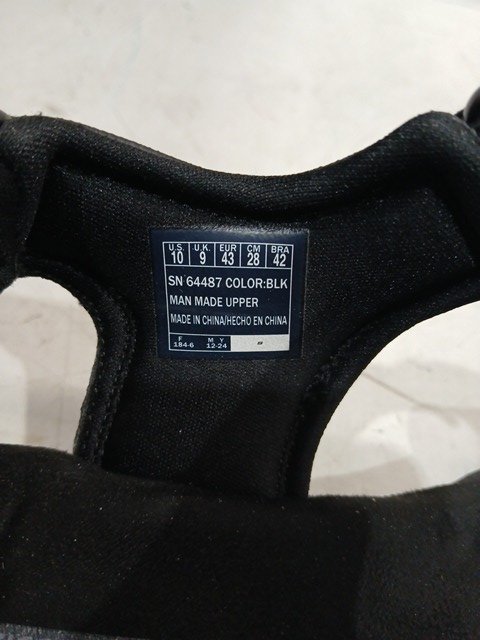 U.S. U.K. EUR CM BRA
10 9 43 28 42
SN 64487 COLOR:BLK
MAN MADE UPPER
MADE IN CHINA/HECHO EN CHINA
F M Y
184-6 12-24